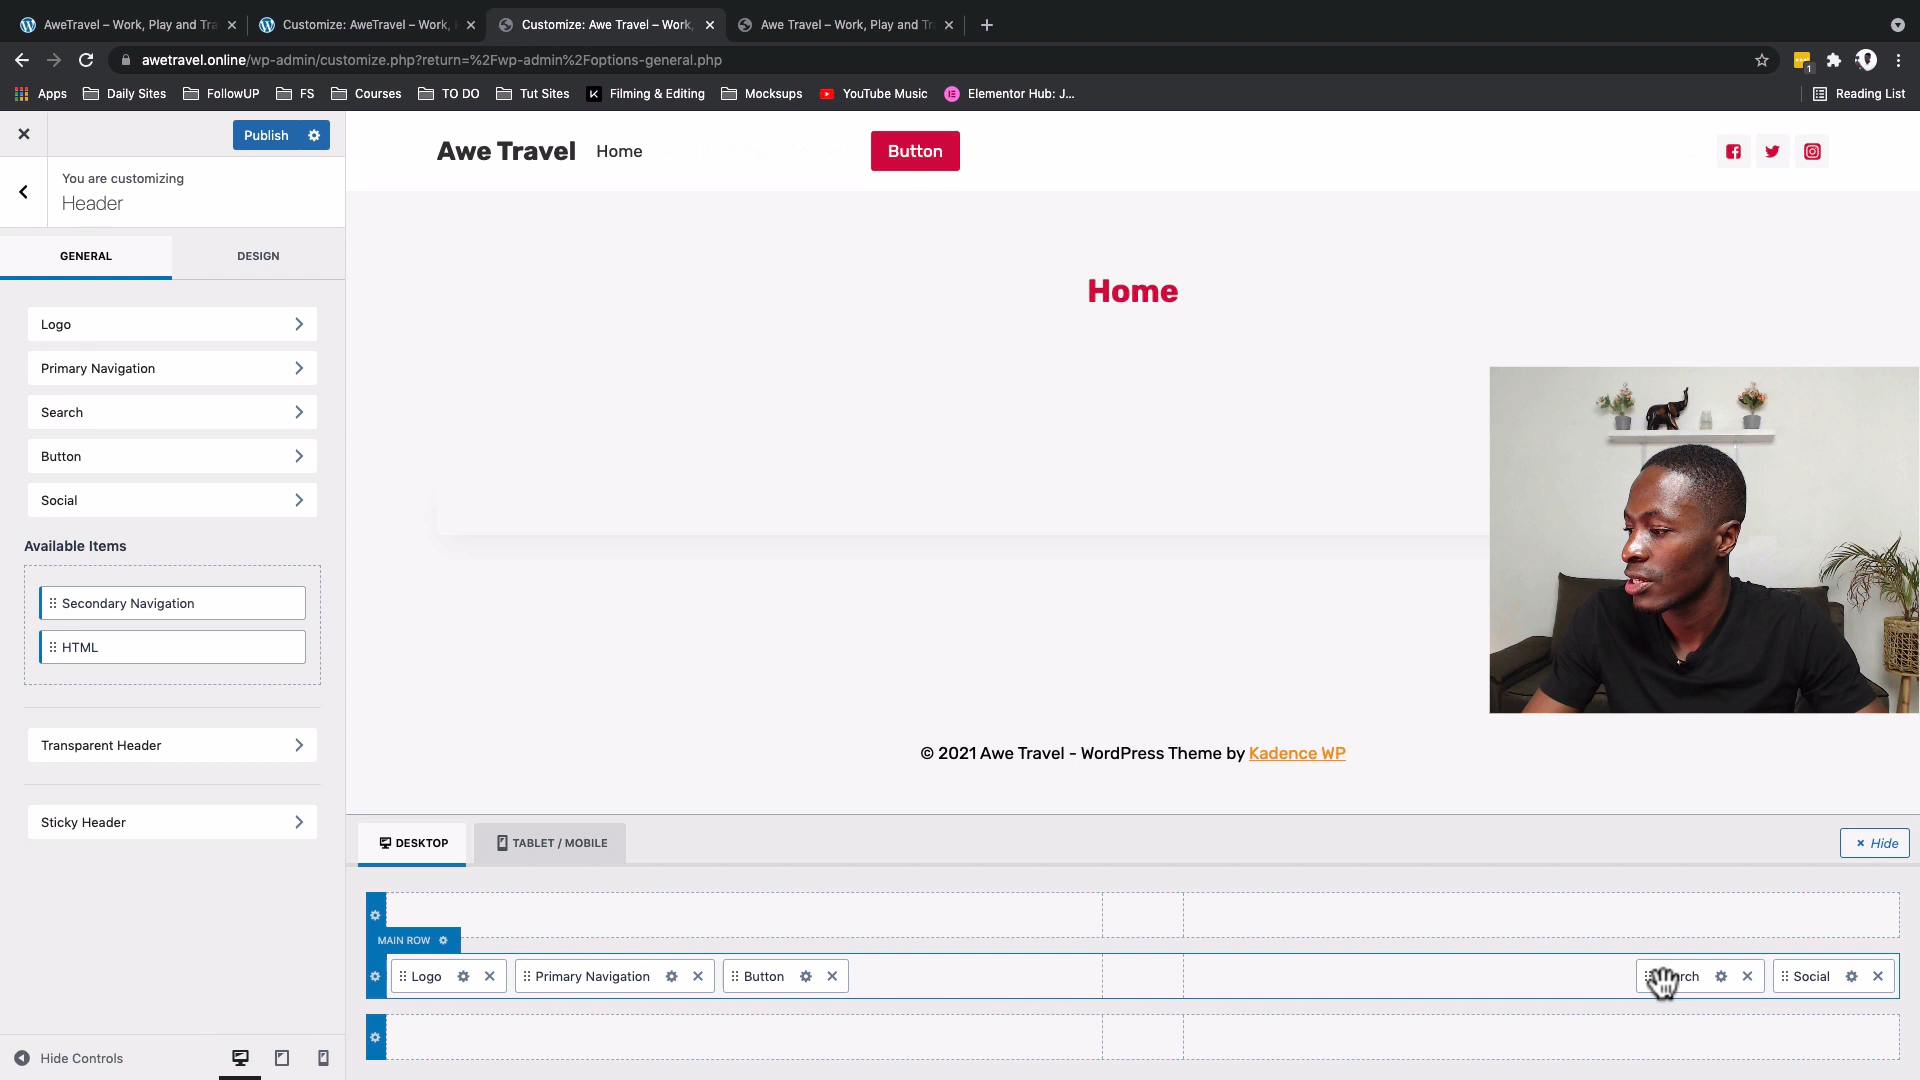 AweTravel – Work, Play and Tra
Customize: AweTravel – Work,
Customize: Awe Travel – Work,
Awe Travel – Work, Play and Tr
awetravel.online/wp-admin/customize.php?return=%2Fwp-admin%2Foptions-general.php
1
Apps
Daily Sites
FollowUP
FS
Courses
TO DO
Tut Sites
Filming & Editing
Mocksups
YouTube Music
Elementor Hub: J...
Reading List
Publish
You are customizing
Header
GENERAL
DESIGN
Logo
Primary Navigation
Search
Button
Social
Available Items
Secondary Navigation
HTML
Transparent Header
Sticky Header
Hide Controls
Awe Travel
Home
Button
Home
© 2021 Awe Travel - WordPress Theme by Kadence WP
DESKTOP
TABLET / MOBILE
Hide
MAIN ROW
Logo
Primary Navigation
Button
Social